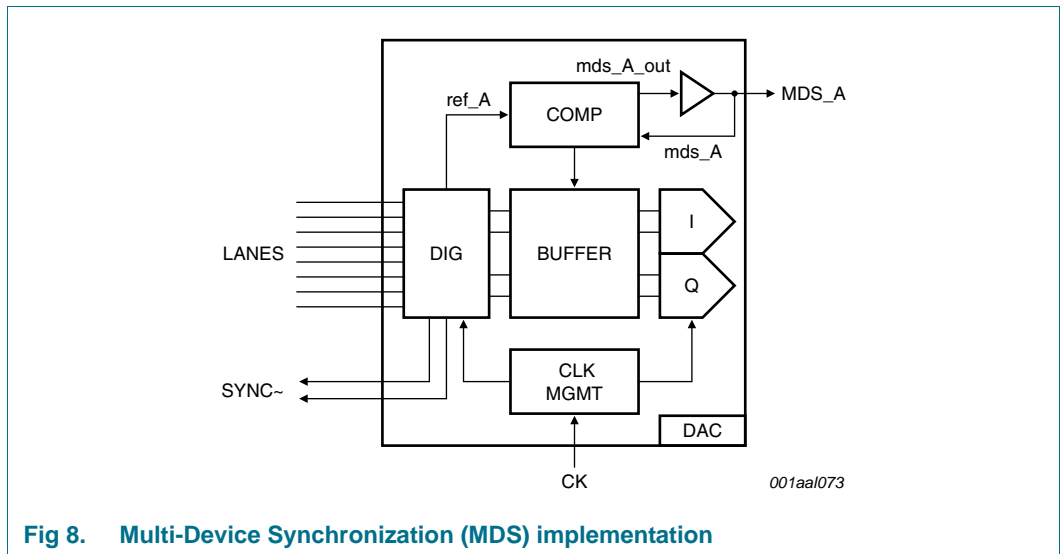 mds_A_out
MDS_A
ref_A
COMP
mds_A
LANES
DIG
BUFFER
I
Q
SYNC~
CLK
MGMT
DAC
CK
001aal073
Fig 8. Multi-Device Synchronization (MDS) implementation